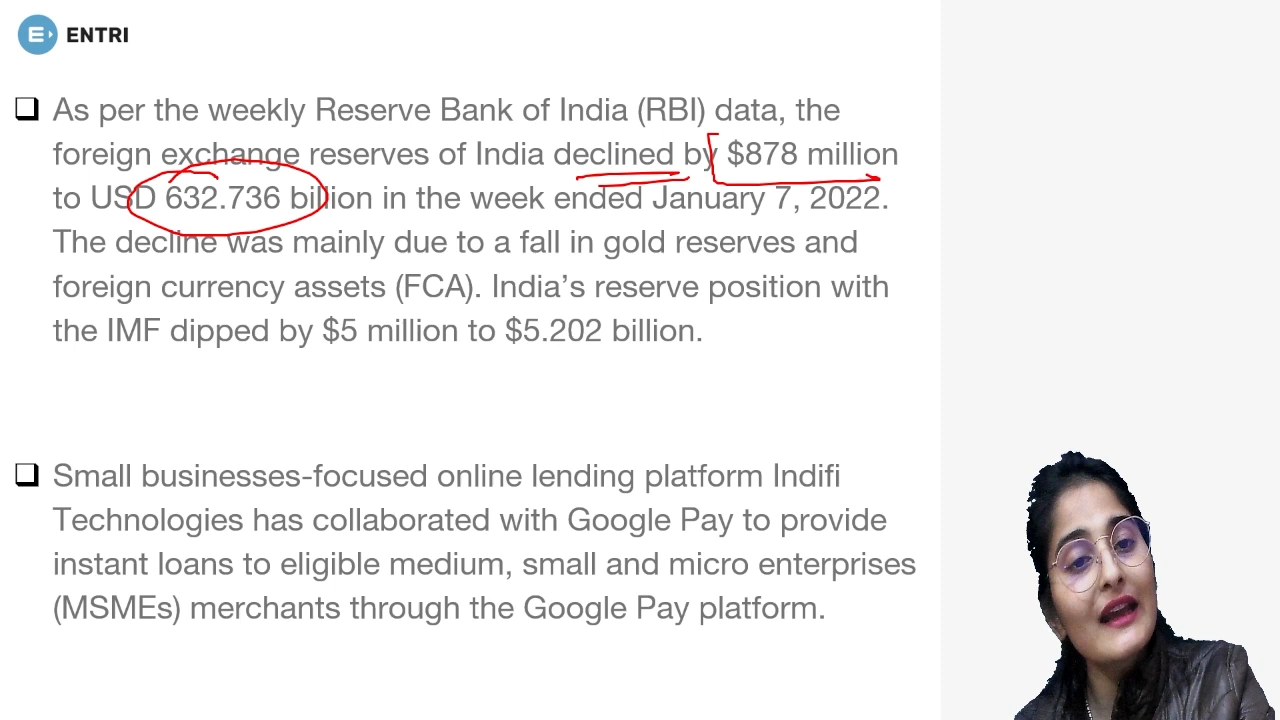 ENTRI
As per the weekly Reserve Bank of India (RBI) data, the
foreign exchange reserves of India declined by $878 million
to USD 632.736 billion in the week ended January 7, 2022.
The decline was mainly due to a fall in gold reserves and
foreign currency assets (FCA). India’s reserve position with
the IMF dipped by $5 million to $5.202 billion.
Small businesses-focused online lending platform Indifi
Technologies has collaborated with Google Pay to provide
instant loans to eligible medium, small and micro enterprises
(MSMEs) merchants through the Google Pay platform.